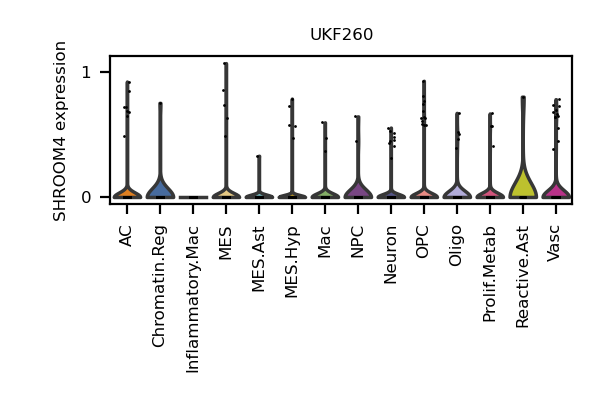 UKF260
SHROOM4 expression
1
0
AC
Chromatin.Reg
Inflammatory.Mac
MES
MES.Ast
MES.Hyp
Mac
NPC
Neuron
OPC
Oligo
Prolif.Metab
Reactive.Ast
Vasc